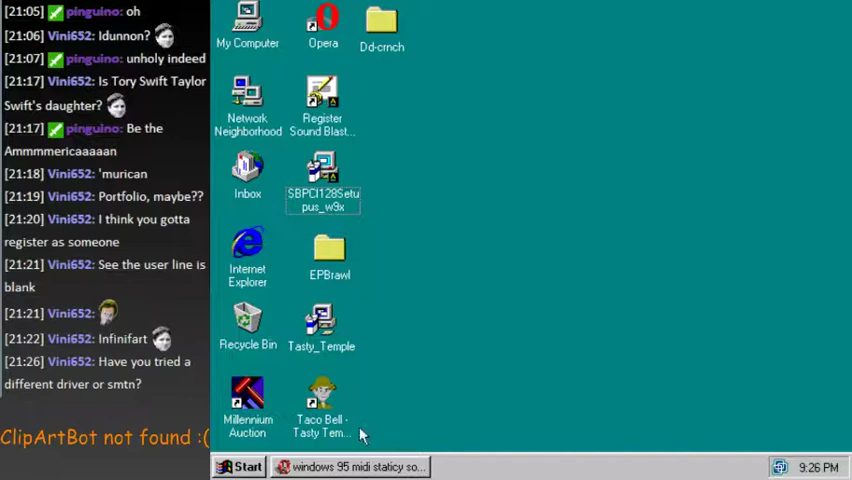 [21:05] pinguino: oh
[21:06] Vini652: Idunnon?
[21:07] pinguino: unholy indeed
[21:17] Vini652: Is Tory Swift Taylor
Swift's daughter?
[21:17] pinguino: Be the
Ammmmericaaaaan
[21:18] Vini652: 'murican
[21:19] Vini652: Portfolio, maybe??
[21:20] Vini652: I think you gotta
register as someone
[21:21] Vini652: See the user line is
blank
[21:21] Vini652:
[21:22] Vini652: Infinifart
[21:26] Vini652: Have you tried a
different driver or smtn?
ClipArtBot not found :(
My Computer
Opera
Dd-crnch
Network
Neighborhood
Register
Sound Blast...
Inbox
SBPCI128Setu
pus_w9x
Internet
Explorer
EPBrawl
Recycle Bin
Tasty_Temple
Millennium
Auction
Taco Bell -
Tasty Tem...
Start
windows 95 midi staticy so...
9:26 PM